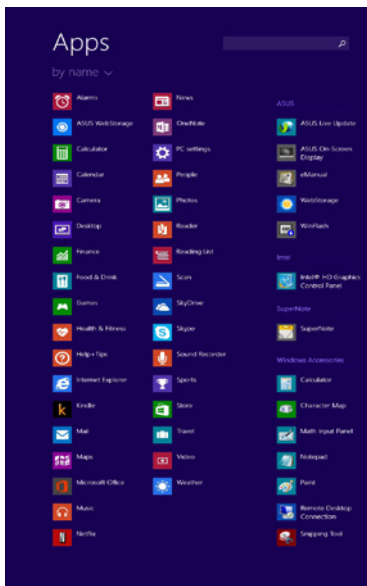 Apps
by name
Alarms
ASUS WebStorage
Calculator
Calendar
Camera
Desktop
Finance
Food & Drink
Games
Health & Fitness
Help+Tips
Internet Explorer
Kindle
Mail
Maps
Microsoft Office
Music
Netflix
News
OneNote
PC settings
People
Photos
Reader
Reading List
Scan
SkyDrive
Skype
Sound Recorder
Sports
Store
Travel
Video
Weather
ASUS
ASUS Live Update
ASUS On-Screen
Display
eManual
WebStorage
WinFlash
Intel
Intel® HD Graphics
Control Panel
SuperNote
SuperNote
Windows Accessories
Calculator
Character Map
Math Input Panel
Notepad
Paint
Remote Desktop
Connection
Snipping Tool